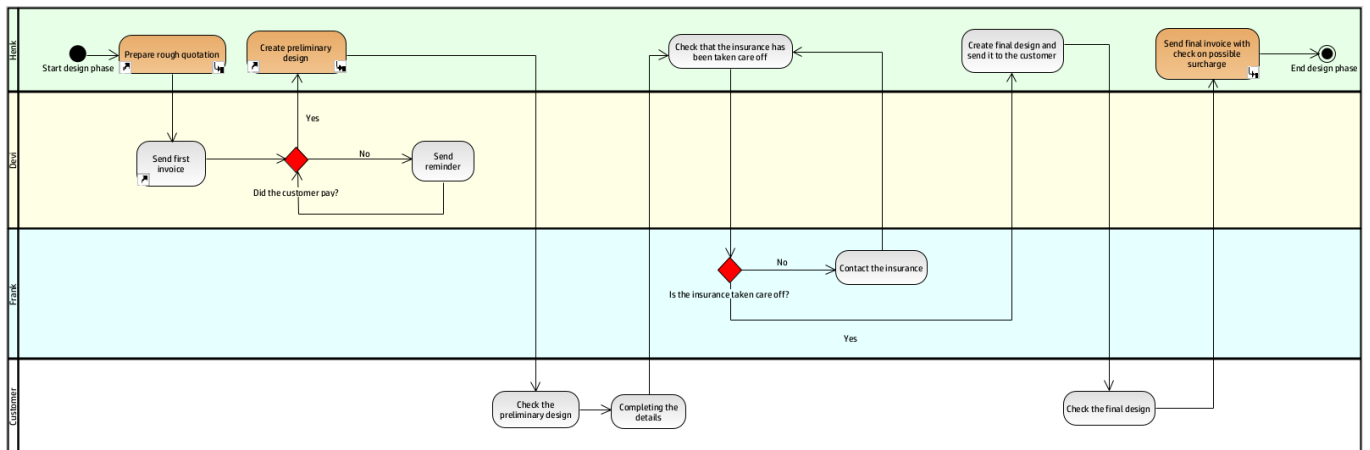 Henk
Start design phase
Prepare rough quotation
Create preliminary
design
Check that the insurance has
been taken care off
Create final design and
send it to the customer
Send final invoice with
check on possible
surcharge
End design phase
Devi
Send first
invoice
Yes
Did the customer pay?
No
Send
reminder
Frank
Is the insurance taken care off?
No
Contact the insurance
Yes
Customer
Check the
preliminary design
Completing the
details
Check the final design